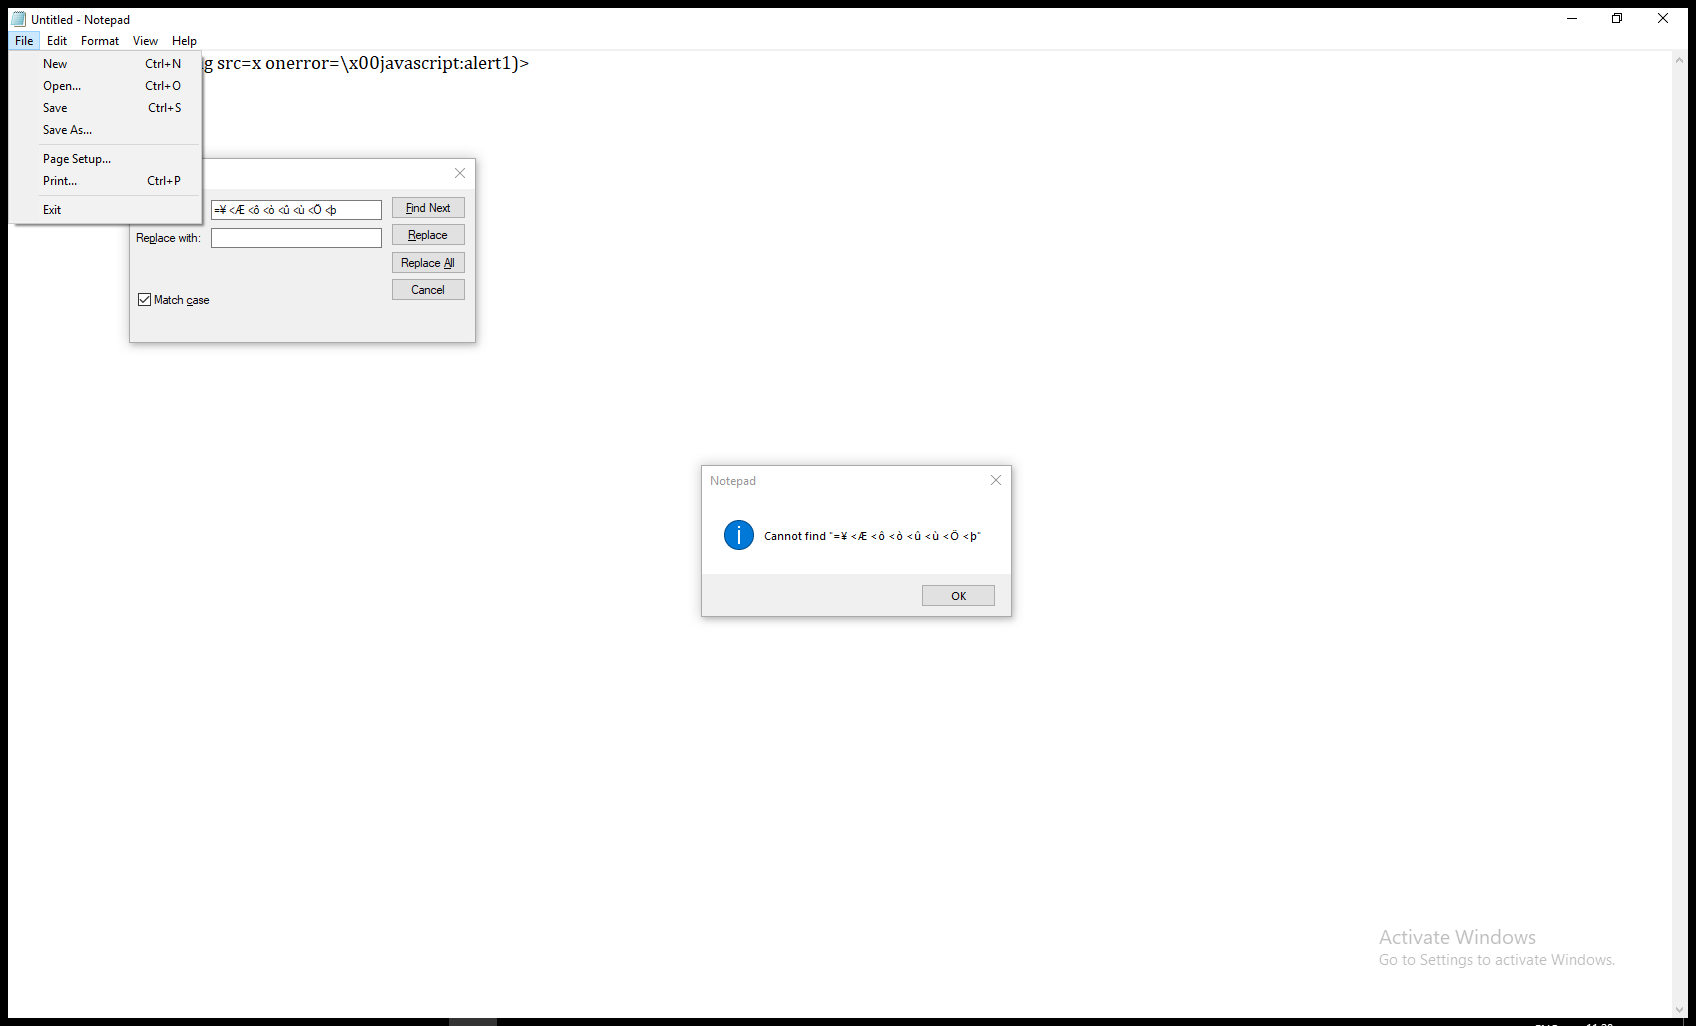 Untitled - Notepad
File Edit Format View Help
New Ctrl+N
Open... Ctrl+O
Save Ctrl+S
Save As...
Page Setup...
Print... Ctrl+P
Exit
g src=x onerror=\x00javascript:alert1)>
=¥ <Æ <ô <ò <û <ù <Ö <þ
Find Next
Replace with:
Replace
Replace All
Cancel
Match case
Notepad
Cannot find "=¥ <Æ <ô <ò <û <ù <Ö <þ"
OK
Activate Windows
Go to Settings to activate Windows.